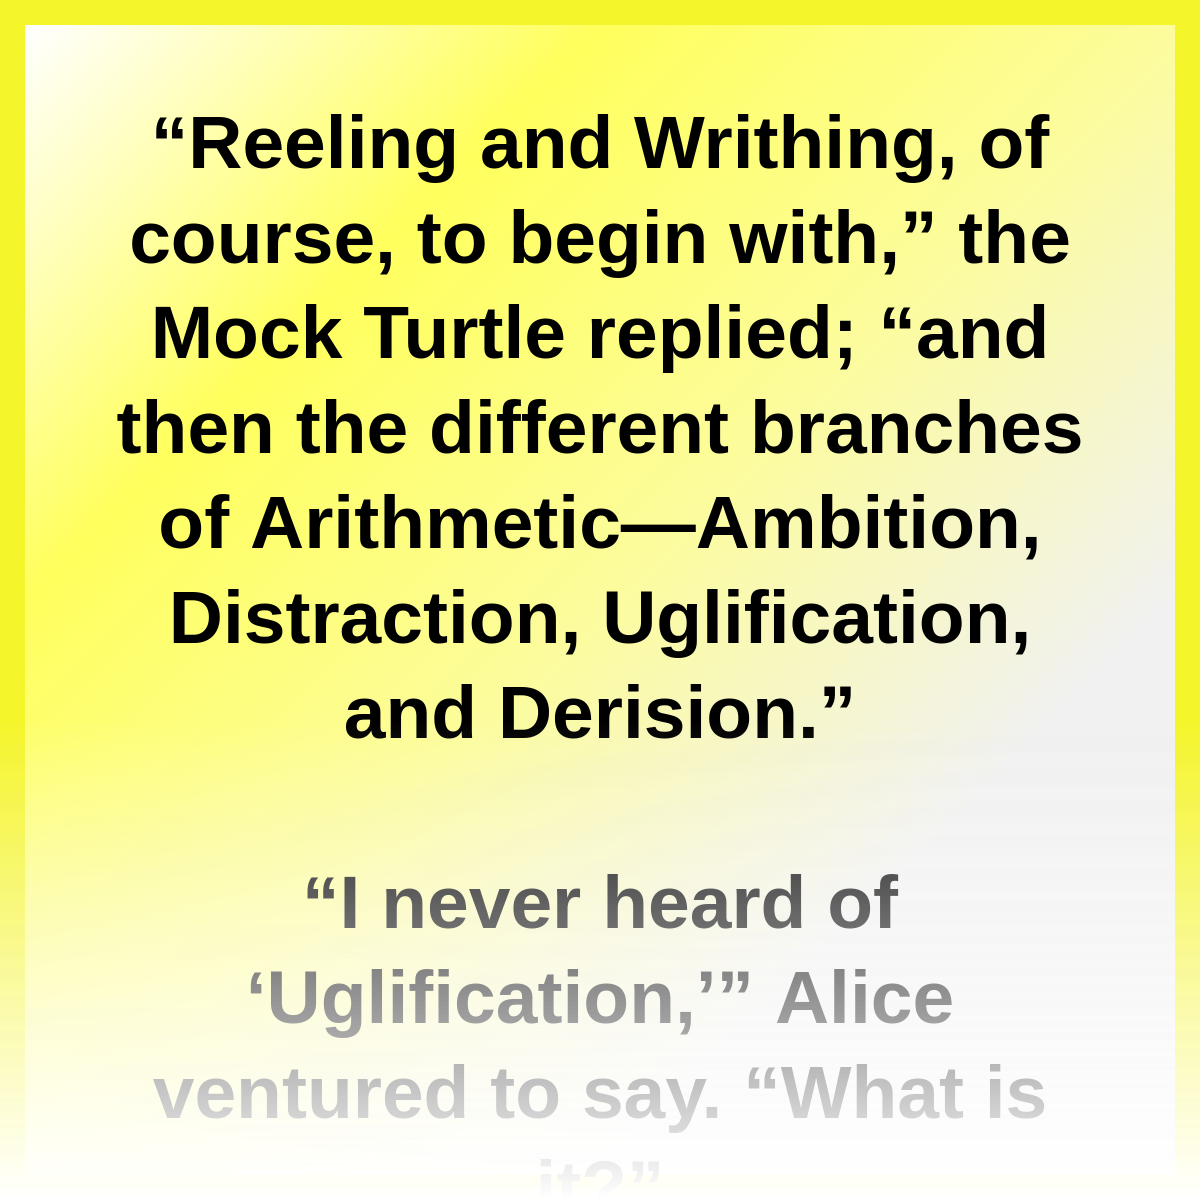 “Reeling and Writhing, of
course, to begin with,” the
Mock Turtle replied; “and
then the different branches
of Arithmetic—Ambition,
Distraction, Uglification,
and Derision.”
“I never heard of
‘Uglification,’” Alice
ventured to say. “What is
it?”